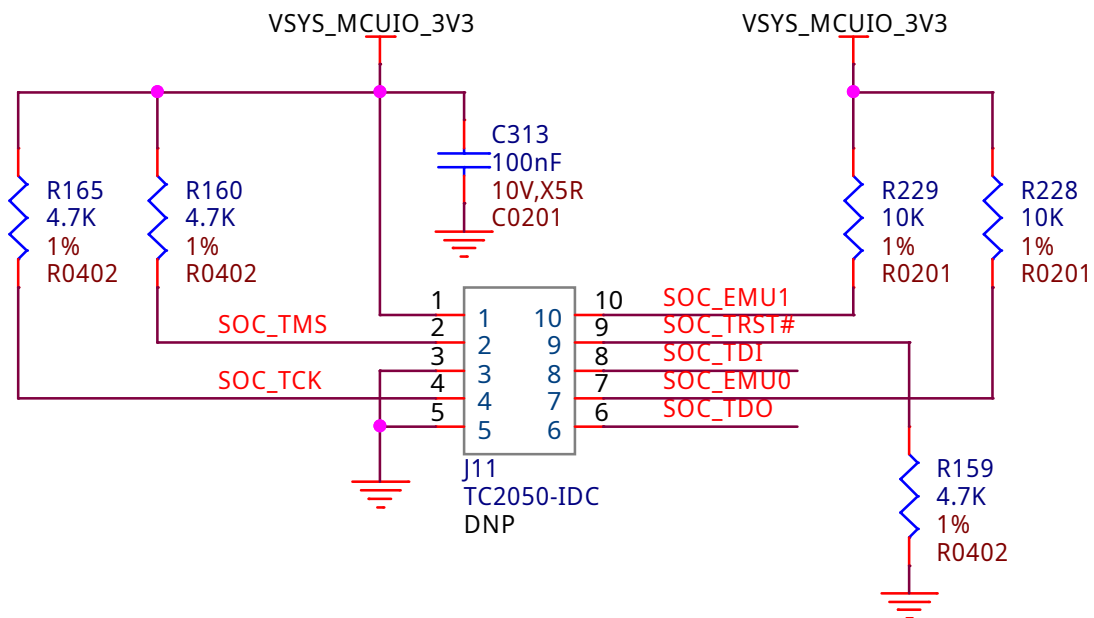 VSYS_MCUIO_3V3
VSYS_MCUIO_3V3
C313
100nF
10V,X5R
C0201
R165
4.7K
1%
R0402
R160
4.7K
1%
R0402
R229
10K
1%
R0201
R228
10K
1%
R0201
1 1 10 10 SOC_EMU1
SOC_TMS 2 2 9 9 SOC_TRST#
3 3 8 8 SOC_TDI
SOC_TCK 4 4 7 7 SOC_EMU0
5 5 6 6 SOC_TDO
J11
TC2050-IDC
DNP
R159
4.7K
1%
R0402